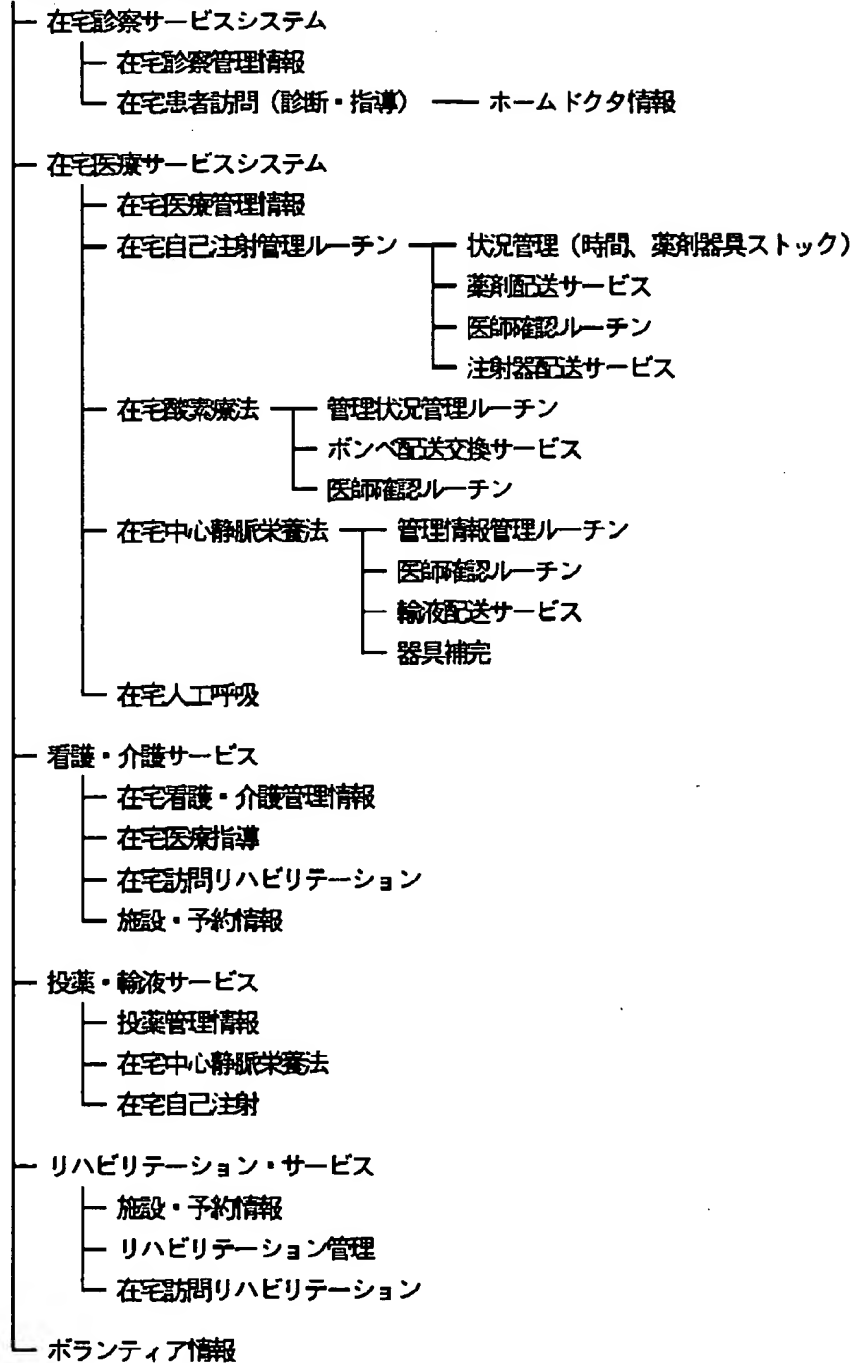 在宅診察サービスシステム
在宅診察管理情報
在宅患者訪問（診断・指導） ホームドクタ情報
在宅医療サービスシステム
在宅医療管理情報
在宅自己注射管理ルーチン 状況管理（時間、薬剤器具ストック）
薬剤配送サービス
医師確認ルーチン
注射器配送サービス
在宅酸素療法 管理状況管理ルーチン
ボンベ配送交換サービス
医師確認ルーチン
在宅中心静脈栄養法 管理情報管理ルーチン
医師確認ルーチン
輸液配送サービス
器具補完
在宅人工呼吸
看護・介護サービス
在宅看護・介護管理情報
在宅医療指導
在宅訪問リハビリテーション
施設・予約情報
投薬・輸液サービス
投薬管理情報
在宅中心静脈栄養法
在宅自己注射
リハビリテーション・サービス
施設・予約情報
リハビリテーション管理
在宅訪問リハビリテーション
ボランティア情報